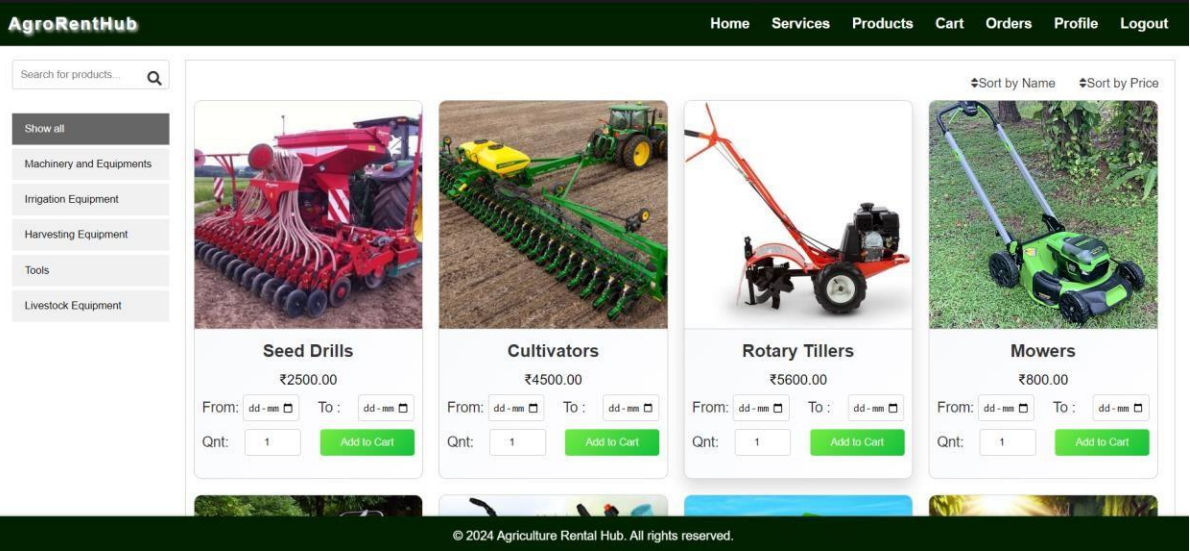 AgroRentHub
Home Services Products Cart Orders Profile Logout
Search for products...
Show all
Machinery and Equipments
Irrigation Equipment
Harvesting Equipment
Tools
Livestock Equipment
Sort by Name Sort by Price
Seed Drills
₹2500.00
From: dd-mm To : dd-mm
Qnt: 1 Add to Cart
Cultivators
₹4500.00
From: dd-mm To : dd-mm
Qnt: 1 Add to Cart
Rotary Tillers
₹5600.00
From: dd-mm To : dd-mm
Qnt: 1 Add to Cart
Mowers
₹800.00
From: dd-mm To : dd-mm
Qnt: 1 Add to Cart
© 2024 Agriculture Rental Hub. All rights reserved.